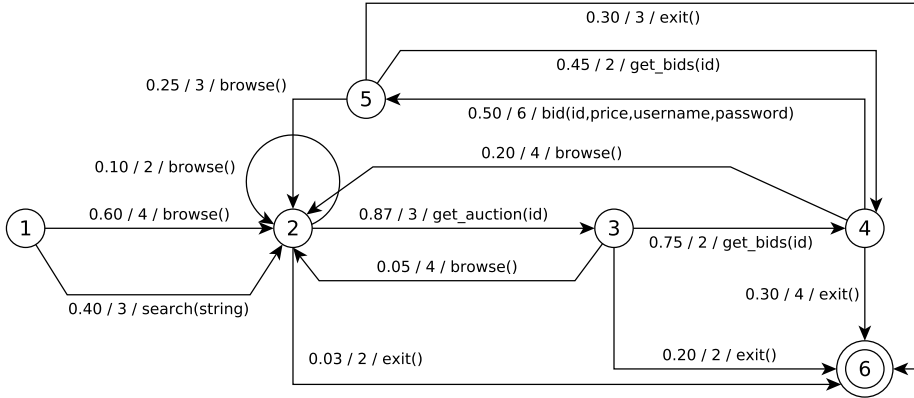 0.30 / 3 / exit()
0.45 / 2 / get_bids(id)
0.25 / 3 / browse()
5
0.50 / 6 / bid(id,price,username,password)
0.20 / 4 / browse()
0.10 / 2 / browse()
0.60 / 4 / browse()
0.87 / 3 / get_auction(id)
1
2
3
4
0.75 / 2 / get_bids(id)
0.05 / 4 / browse()
0.40 / 3 / search(string)
0.30 / 4 / exit()
0.03 / 2 / exit()
0.20 / 2 / exit()
6